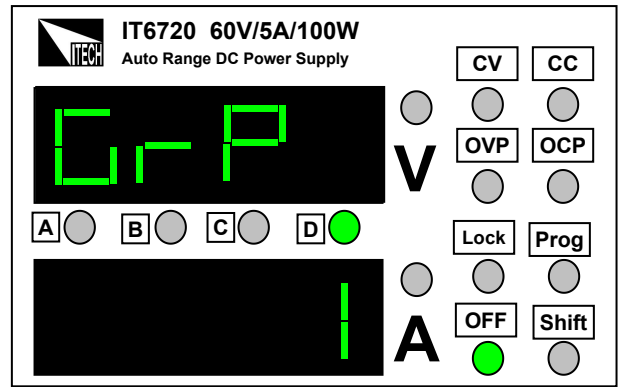 ITECH
IT6720 60V/5A/100W
Auto Range DC Power Supply
CV CC
GrP
V
OVP OCP
A B C D
Lock Prog
1
A
OFF Shift